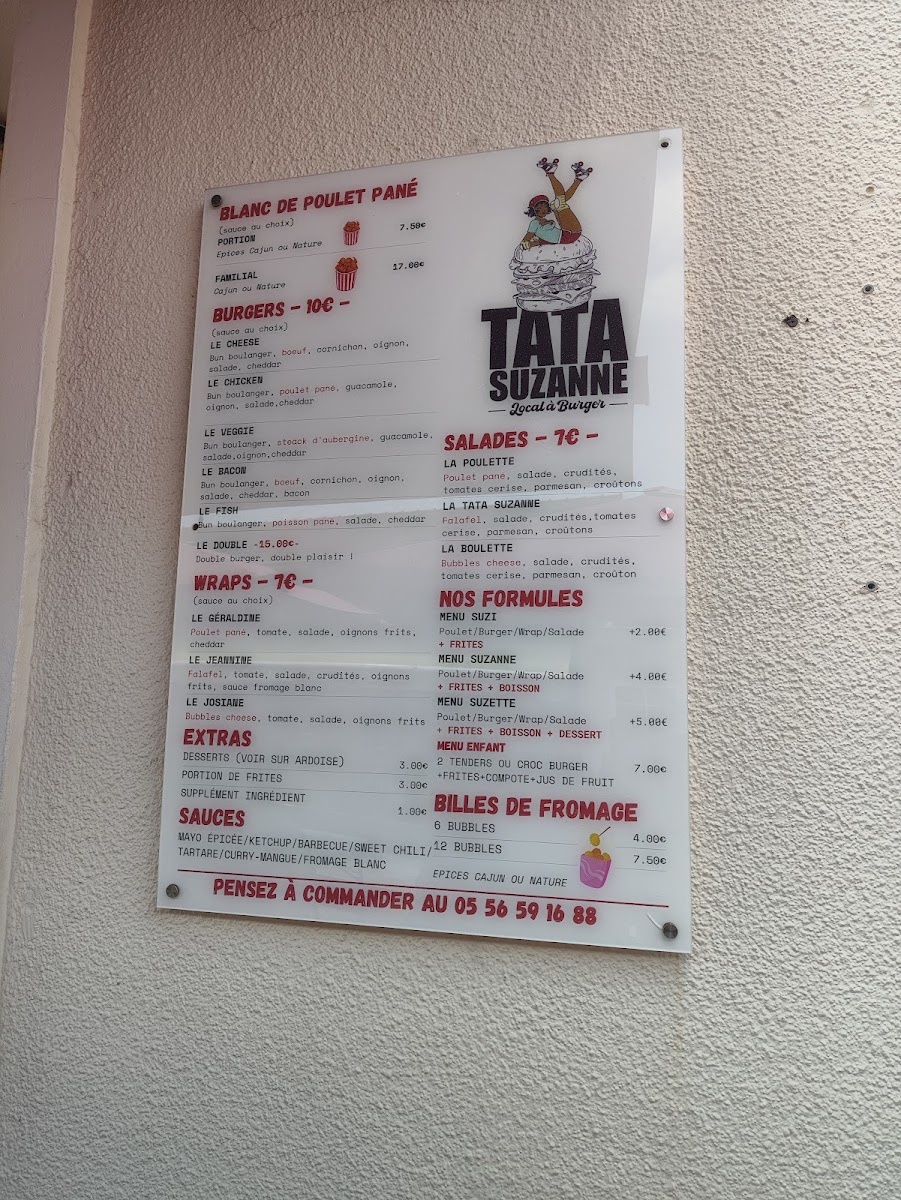 BLANC DE POULET PANÉ
(sauce au choix)
PORTION
Epices Cajun ou Nature
7.50€
FAMILIAL
Cajun ou Nature
17.00€
BURGERS - 10€ -
(sauce au choix)
LE CHEESE
Bun boulanger, boeuf, cornichon, oignon,
salade, cheddar
LE CHICKEN
Bun boulanger, poulet pané, guacamole,
oignon, salade,cheddar
LE VEGGIE
Bun boulanger, steack d'aubergine, guacamole,
salade,oignon,cheddar
LE BACON
Bun boulanger, boeuf, cornichon, oignon,
salade, cheddar, bacon
LE FISH
Bun boulanger, poisson pané, salade, cheddar
LE DOUBLE -15.00€-
Double burger, double plaisir !
WRAPS - 7€ -
(sauce au choix)
LE GÉRALDINE
Poulet pané, tomate, salade, oignons frits,
cheddar
LE JEANNINE
Falafel, tomate, salade, crudités, oignons
frits, sauce fromage blanc
LE JOSIANE
Bubbles cheese, tomate, salade, oignons frits
EXTRAS
DESSERTS (VOIR SUR ARDOISE)
3.00€
PORTION DE FRITES
3.00€
SUPPLÉMENT INGRÉDIENT
1.00€
SAUCES
MAYO ÉPICÉE/KETCHUP/BARBECUE/SWEET CHILI/
TARTARE/CURRY-MANGUE/FROMAGE BLANC
TATA
SUZANNE
Local à Burger
SALADES - 7€ -
LA POULETTE
Poulet pané, salade, crudités,
tomates cerise, parmesan, croûtons
LA TATA SUZANNE
Falafel, salade, crudités,tomates
cerise, parmesan, croûtons
LA BOULETTE
Bubbles cheese, salade, crudités,
tomates cerise, parmesan, croûton
NOS FORMULES
MENU SUZI
Poulet/Burger/Wrap/Salade
+2.00€
+ FRITES
MENU SUZANNE
Poulet/Burger/Wrap/Salade
+4.00€
+ FRITES + BOISSON
MENU SUZETTE
Poulet/Burger/Wrap/Salade
+5.00€
+ FRITES + BOISSON + DESSERT
MENU ENFANT
2 TENDERS OU CROC BURGER
7.00€
+FRITES+COMPOTE+JUS DE FRUIT
BILLES DE FROMAGE
6 BUBBLES
4.00€
12 BUBBLES
7.50€
EPICES CAJUN OU NATURE
PENSEZ À COMMANDER AU 05 56 59 16 88